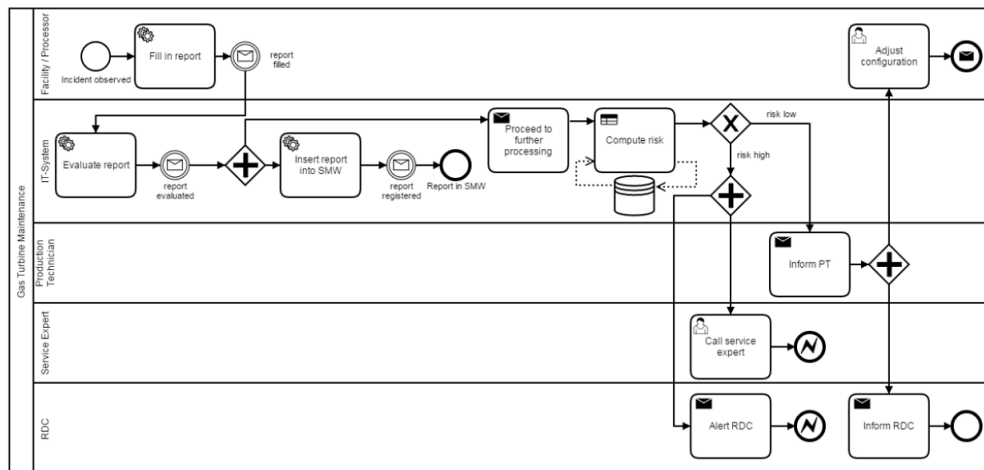 Gas Turbine Maintenance
Facility / Processor
Incident observed
Fill in report
report
filled
Adjust
configuration
IT-System
Evaluate report
report
evaluated
Insert report
into SMW
report
registered
Report in SMW
Proceed to
further
processing
Compute risk
X
risk low
risk high
Production
Technician
Inform PT
Service Expert
Call service
expert
RDC
Alert RDC
Inform RDC